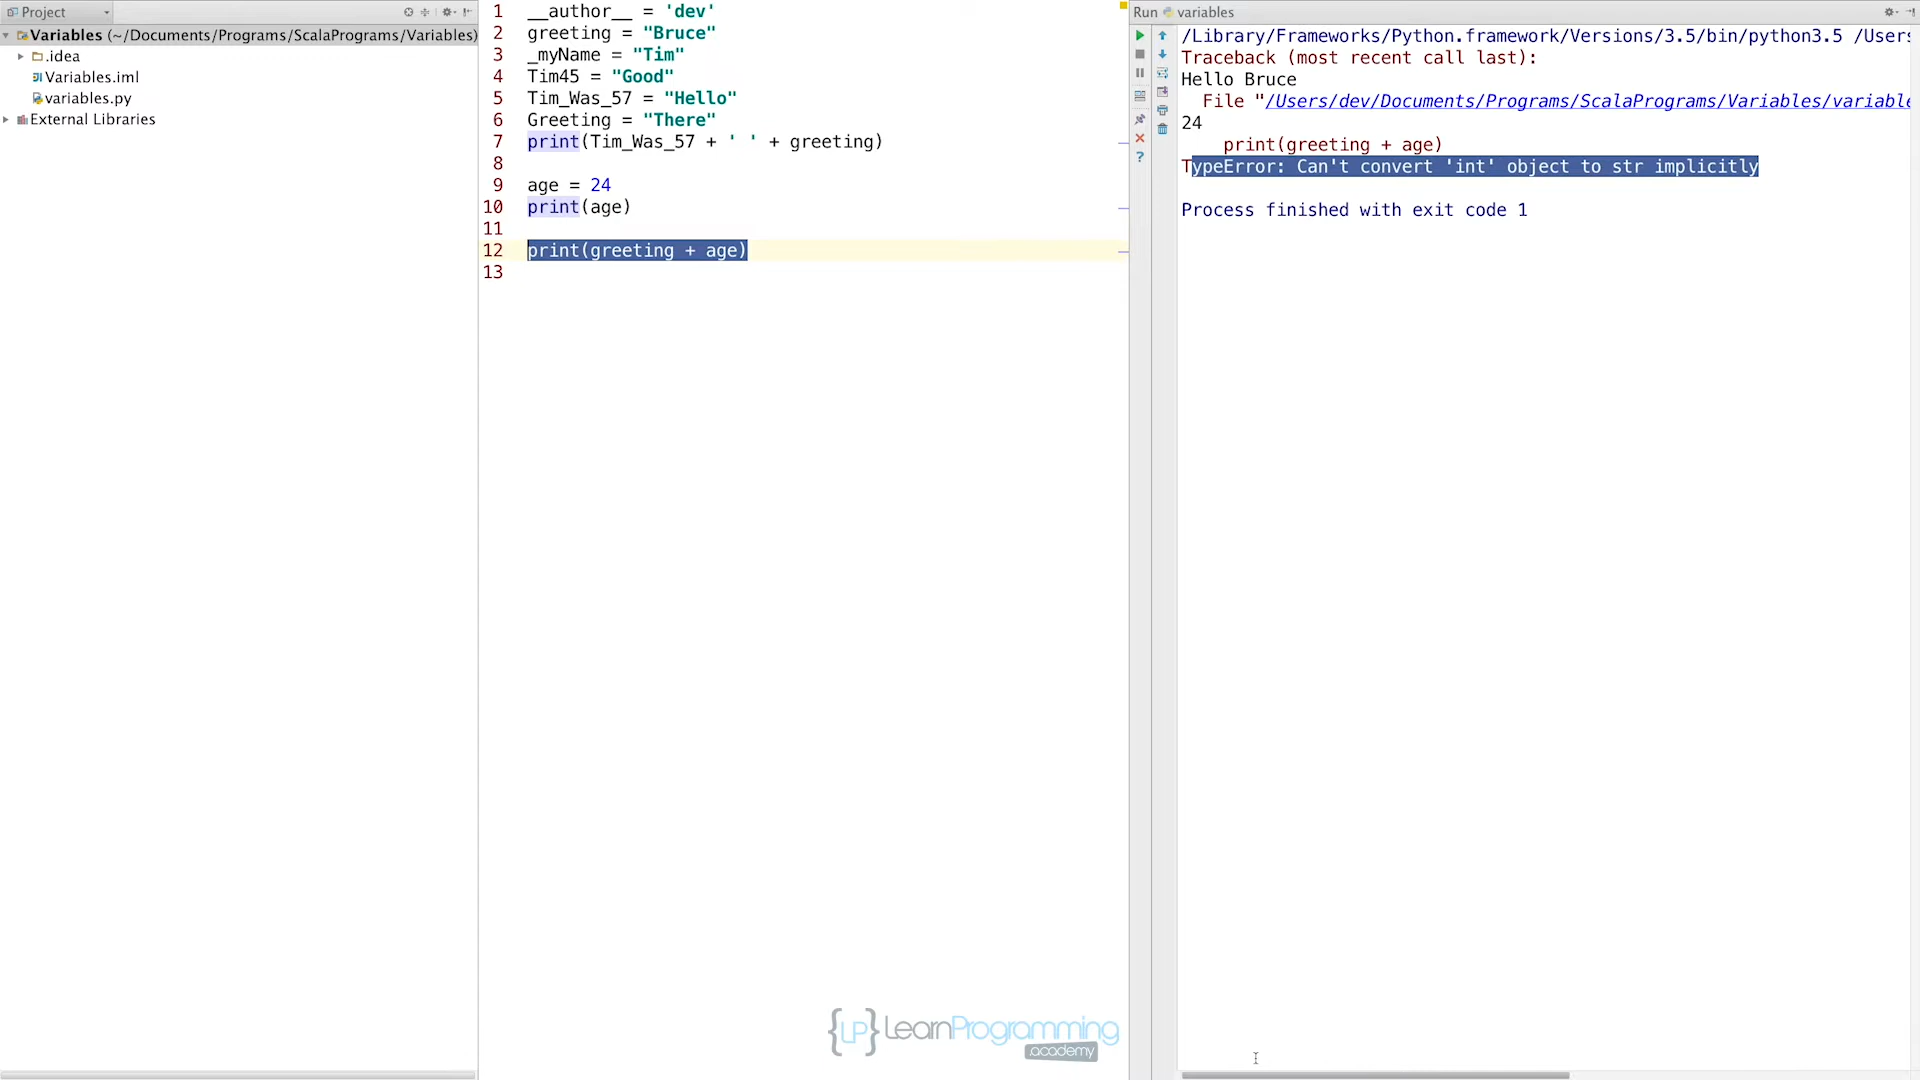 Project
Variables (~/Documents/Programs/ScalaPrograms/Variables)
.idea
Variables.iml
variables.py
External Libraries
1 __author__ = 'dev'
2 greeting = "Bruce"
3 _myName = "Tim"
4 Tim45 = "Good"
5 Tim_Was_57 = "Hello"
6 Greeting = "There"
7 print(Tim_Was_57 + ' ' + greeting)
8
9 age = 24
10 print(age)
11
12 print(greeting + age)
13
{LP} LearnProgramming
.academy
Run variables
/Library/Frameworks/Python.framework/Versions/3.5/bin/python3.5 /Users
Traceback (most recent call last):
Hello Bruce
File "/Users/dev/Documents/Programs/ScalaPrograms/Variables/variable
24
print(greeting + age)
TypeError: Can't convert 'int' object to str implicitly
Process finished with exit code 1